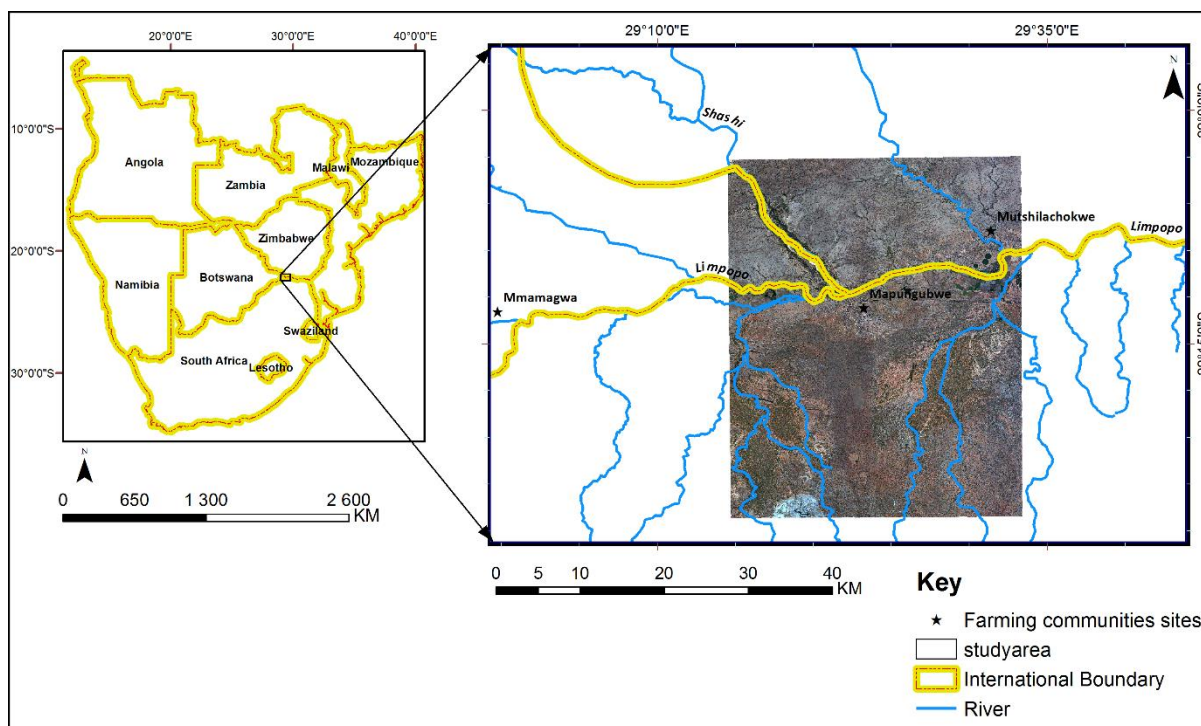 20°0'0"E 30°0'0"E 40°0'0"E
10°0'0"S
20°0'0"S
30°0'0"S
Angola
Zambia
Malawi
Mozambique
Zimbabwe
Namibia
Botswana
Swaziland
South Africa
Lesotho
N
0 650 1 300 2 600
KM
29°10'0"E 29°35'0"E
N
Shashi
Mutshilachokwe
Limpopo
Limpopo
Mmamagwa
Mapungubwe
0 5 10 20 30 40
KM
Key
Farming communities sites
studyarea
International Boundary
River